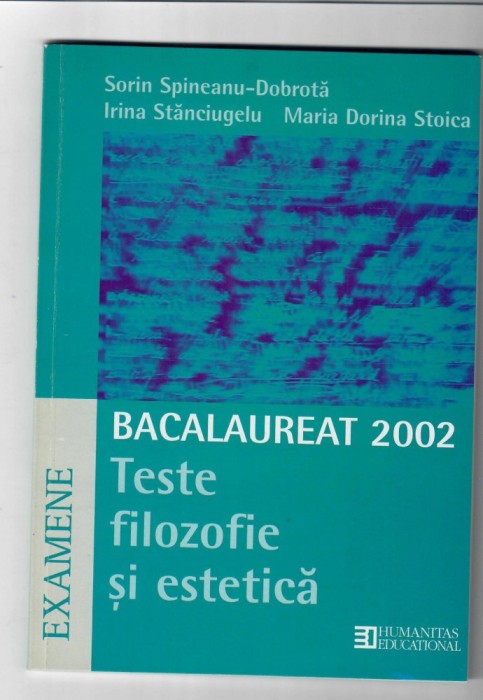 Sorin Spineanu-Dobrotă
Irina Stănciugelu Maria Dorina Stoica
BACALAUREAT 2002
Teste
filozofie
și estetică
EXAMENE
HUMANITAS
EDUCATIONAL